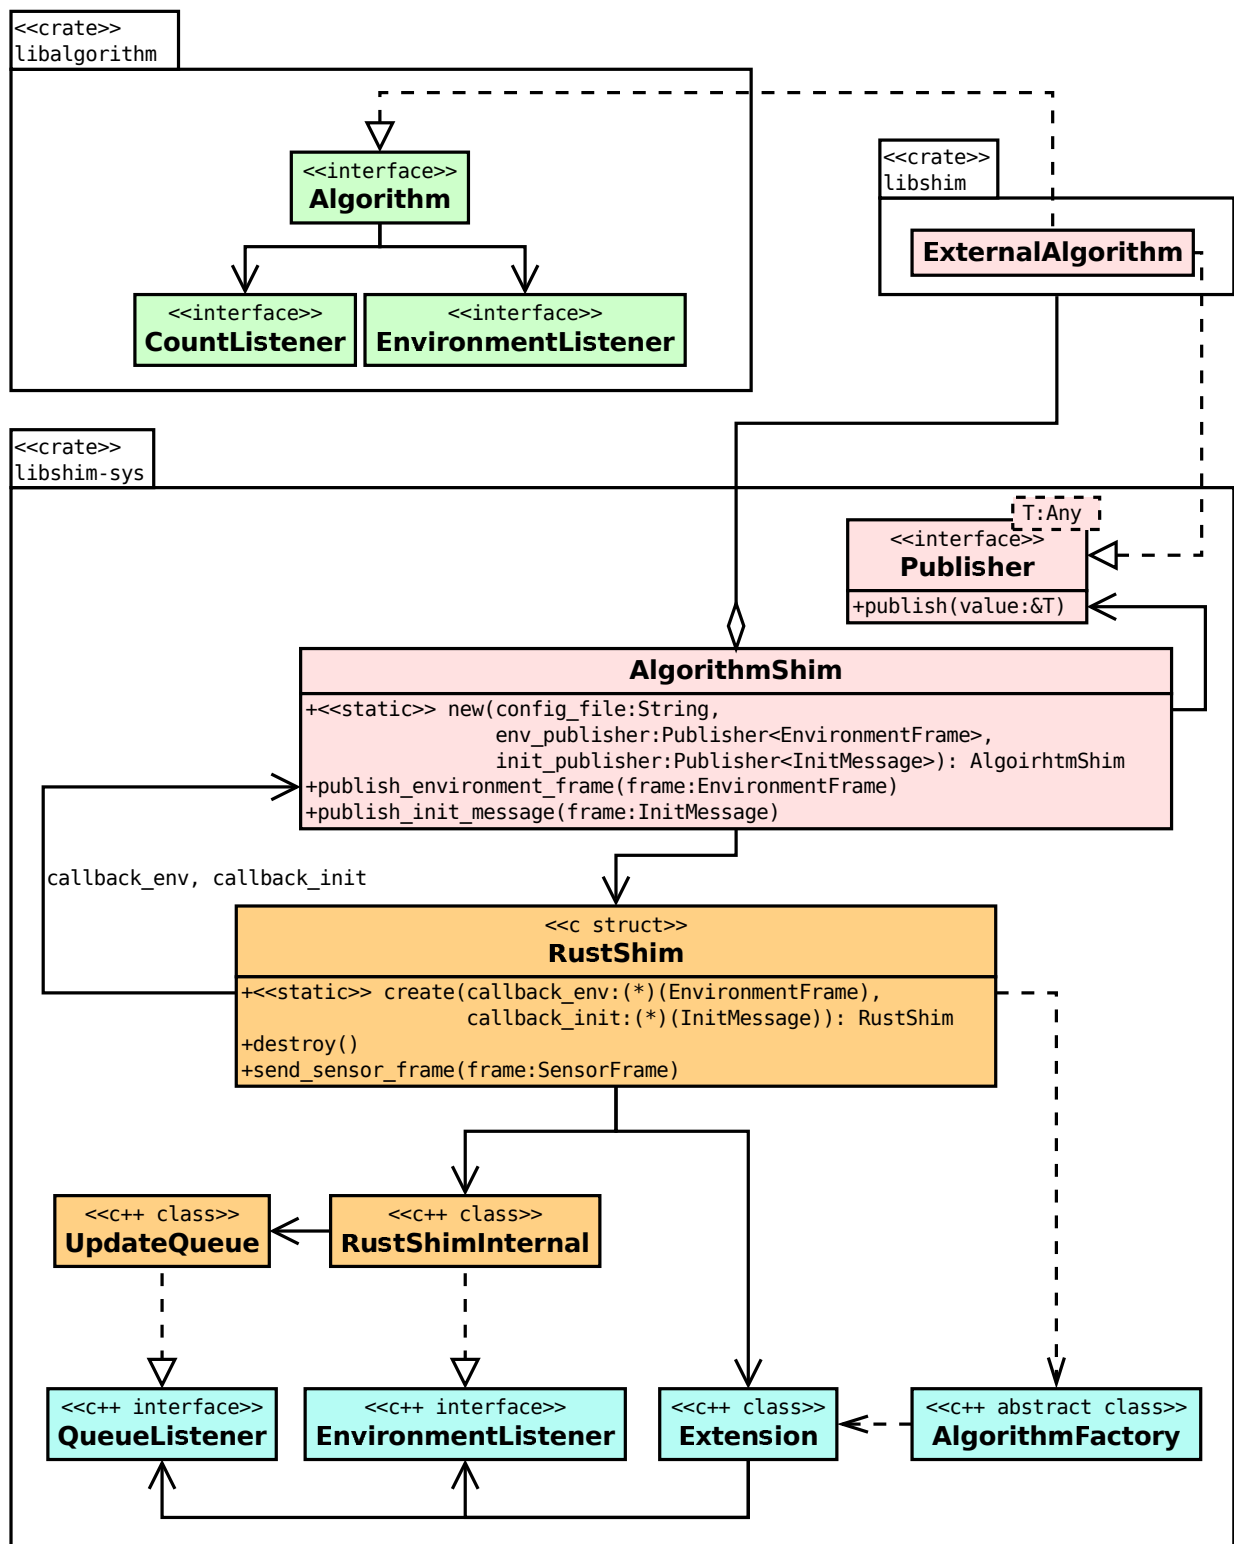 <<crate>>
libalgorithm
<<interface>>
Algorithm
<<interface>>
CountListener
<<interface>>
EnvironmentListener
<<crate>>
libshim
ExternalAlgorithm
<<crate>>
libshim-sys
T:Any
<<interface>>
Publisher
+publish(value:&T)
AlgorithmShim
+<<static>> new(config_file:String,
env_publisher:Publisher<EnvironmentFrame>,
init_publisher:Publisher<InitMessage>): AlgoirhtmShim
+publish_environment_frame(frame:EnvironmentFrame)
+publish_init_message(frame:InitMessage)
callback_env, callback_init
<<c struct>>
RustShim
+<<static>> create(callback_env:(*)(EnvironmentFrame),
callback_init:(*)(InitMessage)): RustShim
+destroy()
+send_sensor_frame(frame:SensorFrame)
<<c++ class>>
UpdateQueue
<<c++ class>>
RustShimInternal
<<c++ interface>>
QueueListener
<<c++ interface>>
EnvironmentListener
<<c++ class>>
Extension
<<c++ abstract class>>
AlgorithmFactory